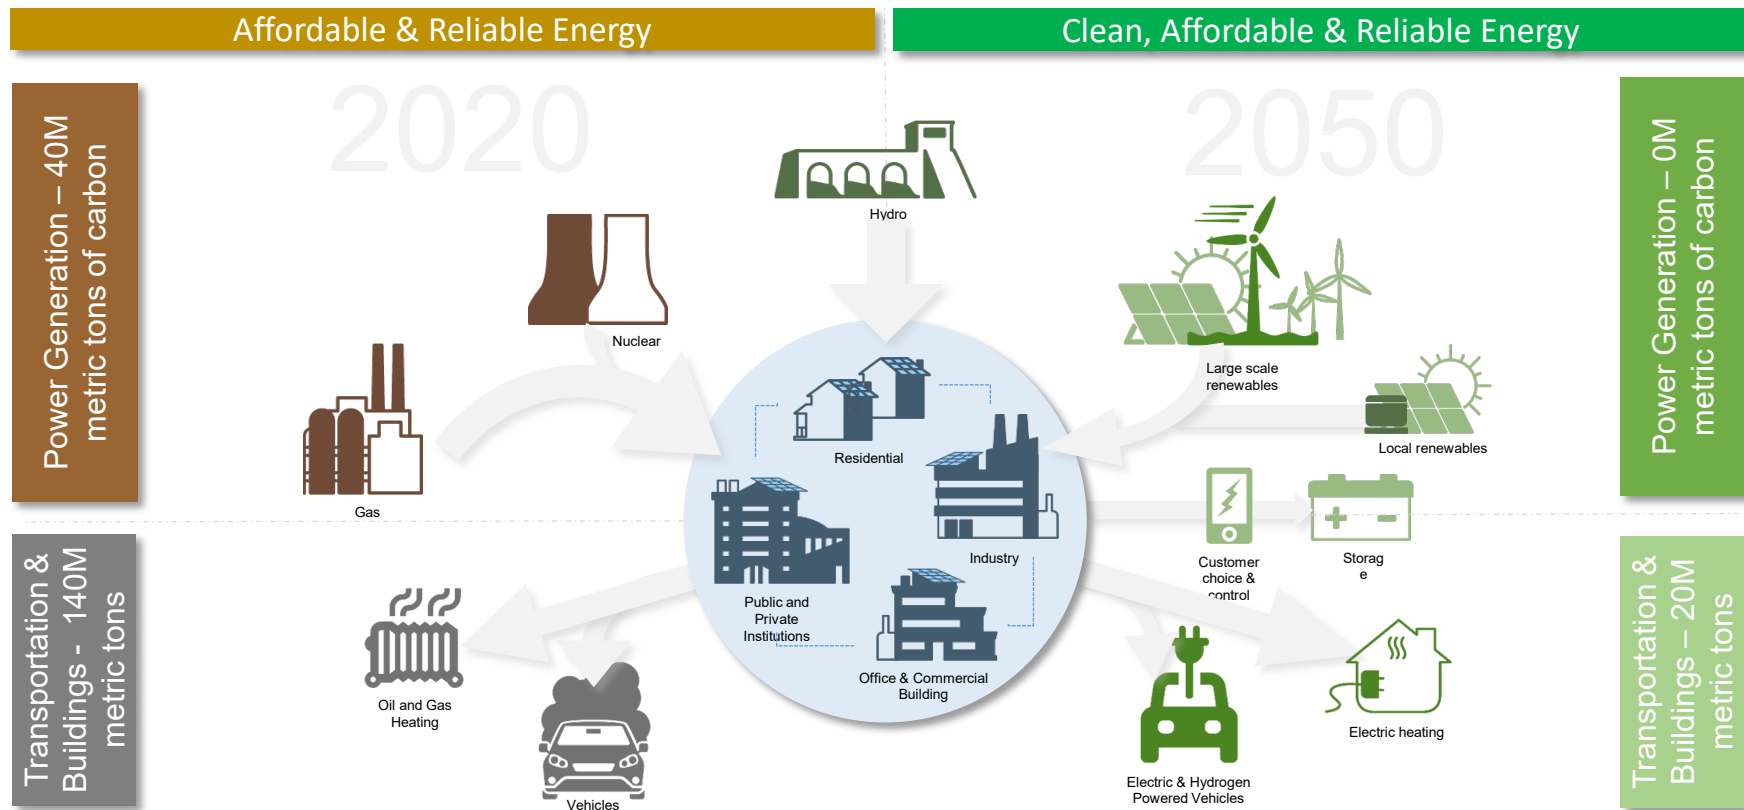 Affordable & Reliable Energy
Clean, Affordable & Reliable Energy
2020
2050
Power Generation – 40M
metric tons of carbon
Power Generation – 0M
metric tons of carbon
Hydro
Nuclear
Gas
Large scale
renewables
Local renewables
Residential
Industry
Public and
Private
Institutions
Office & Commercial
Building
Customer
choice &
control
Storag
e
Transportation &
Buildings - 140M
metric tons
Transportation &
Buildings – 20M
metric tons
Oil and Gas
Heating
Vehicles
Electric & Hydrogen
Powered Vehicles
Electric heating